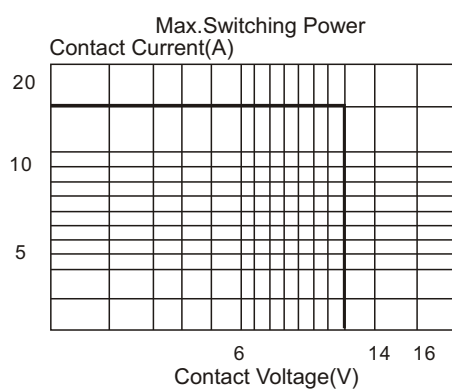 Max.Switching Power
Contact Current(A)
20
10
5
6 14 16
Contact Voltage(V)